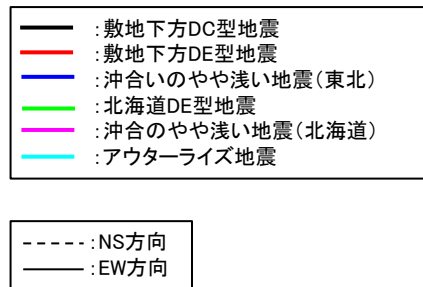 :敷地下方DC型地震
:敷地下方DE型地震
:沖合いのやや浅い地震(東北)
:北海道DE型地震
:沖合のやや浅い地震(北海道)
:アウターライズ地震
:NS方向
:EW方向